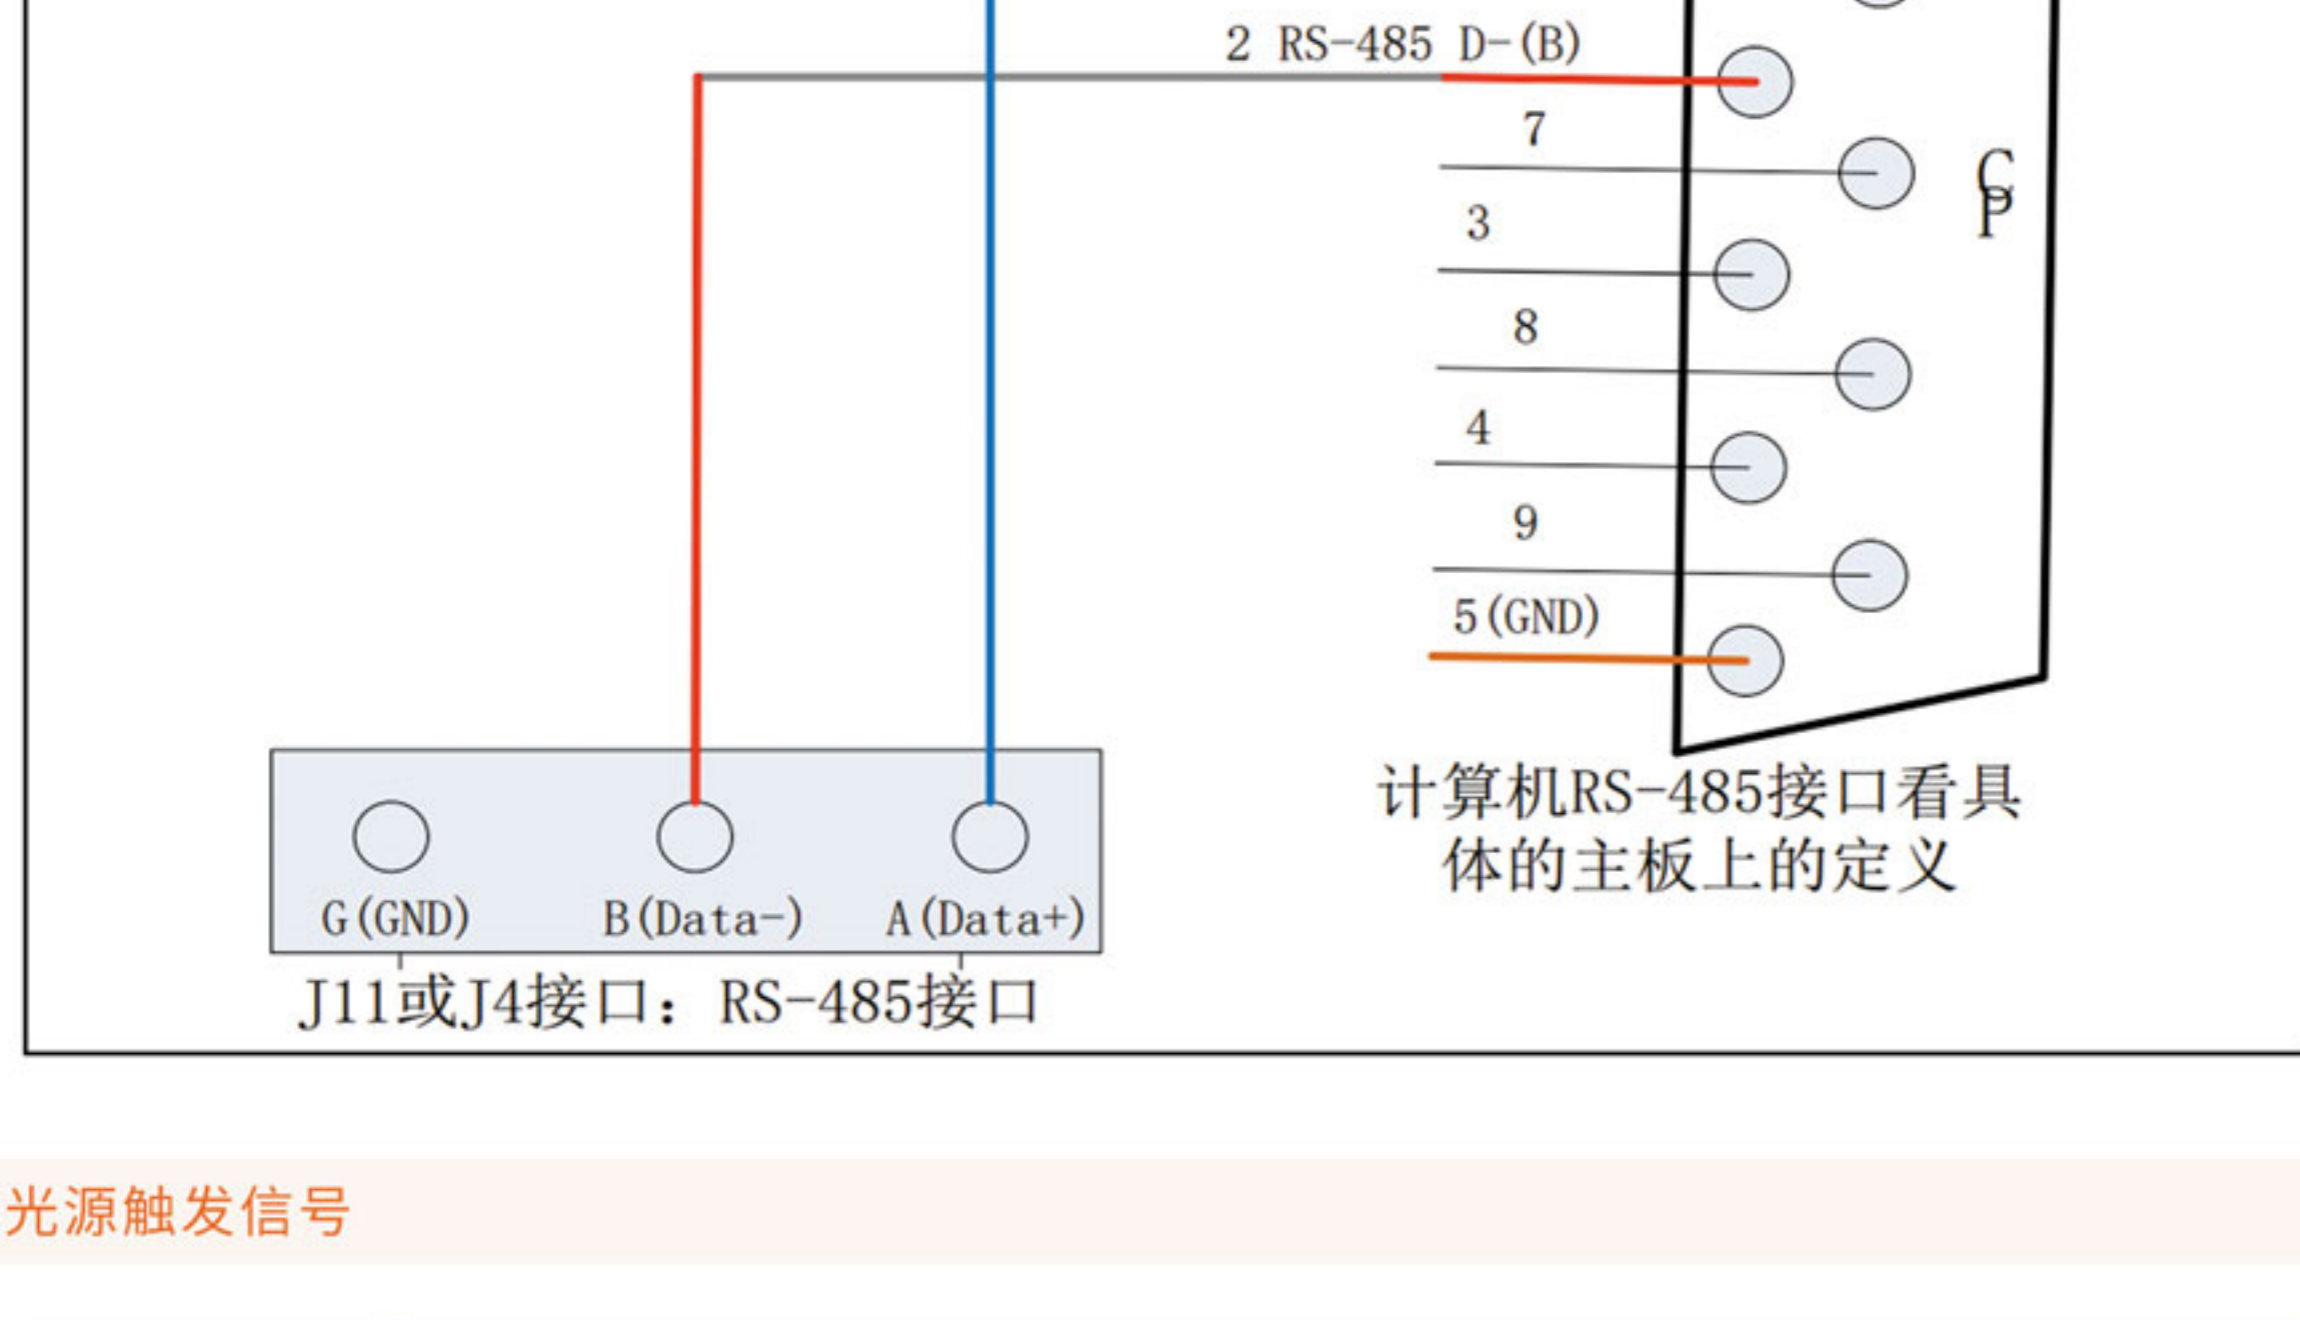 2 RS-485 D-(B)
7
C
P
3
8
4
9
5(GND)
计算机RS-485接口看具
体的主板上的定义
G(GND) B(Data-) A(Data+)
J11或J4接口：RS-485接口
光源触发信号